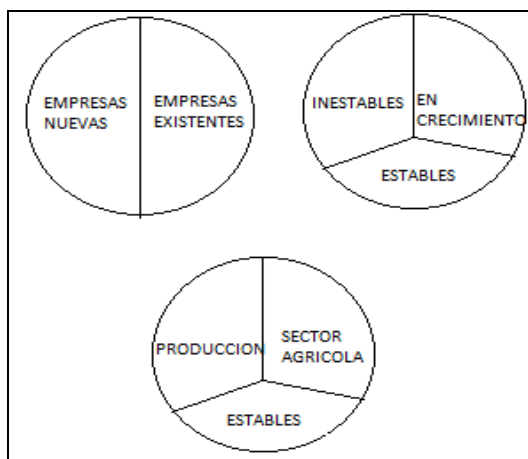 EMPRESAS
NUEVAS
EMPRESAS
EXISTENTES
INESTABLES
EN
CRECIMIENTO
ESTABLES
PRODUCCION
SECTOR
AGRICOLA
ESTABLES